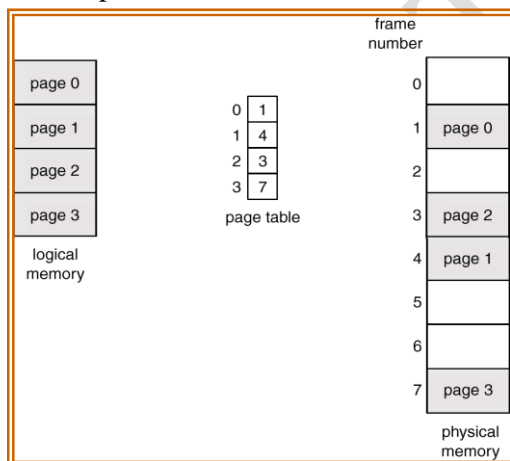 frame
number
page 0
page 1
page 2
page 3
logical
memory
0 1
1 4
2 3
3 7
page table
0
1 page 0
2
3 page 2
4 page 1
5
6
7 page 3
physical
memory